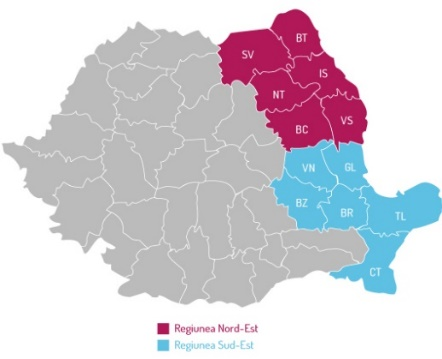 BT
SV
IS
NT
BC
VS
VN
GL
BZ
BR
TL
CT
Regiunea Nord-Est
Regiunea Sud-Est